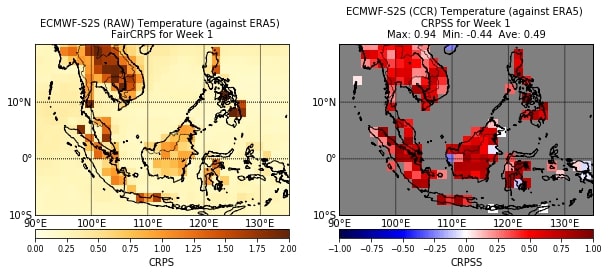 ECMWF-S2S (RAW) Temperature (against ERA5)
FairCRPS for Week 1
10°N
0°
10°S
90°E 100°E 110°E 120°E 130°E
0.00 0.25 0.50 0.75 1.00 1.25 1.50 1.75 2.00
CRPS
ECMWF-S2S (CCR) Temperature (against ERA5)
CRPSS for Week 1
Max: 0.94 Min: -0.44 Ave: 0.49
10°N
0°
10°S
90°E 100°E 110°E 120°E 130°E
−1.00 −0.75 −0.50 −0.25 0.00 0.25 0.50 0.75 1.00
CRPSS